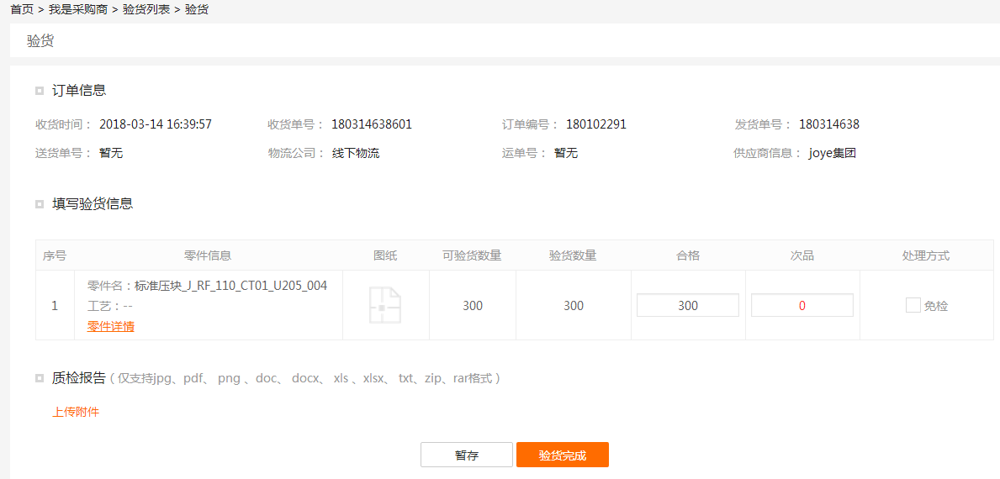 首页 > 我是采购商 > 验货列表 > 验货
验货
订单信息
收货时间： 2018-03-14 16:39:57 收货单号： 180314638601 订单编号： 180102291 发货单号： 180314638
送货单号： 暂无 物流公司： 线下物流 运单号： 暂无 供应商信息： joye集团
填写验货信息
序号 零件信息 图纸 可验货数量 验货数量 合格 次品 处理方式
零件名：标准压块_J_RF_110_CT01_U205_004
1 工艺：-- 300 300 300 0 免检
零件详情
质检报告（仅支持jpg、pdf、 png 、doc、 docx、 xls 、xlsx、 txt、zip、rar格式）
上传附件
暂存 验货完成